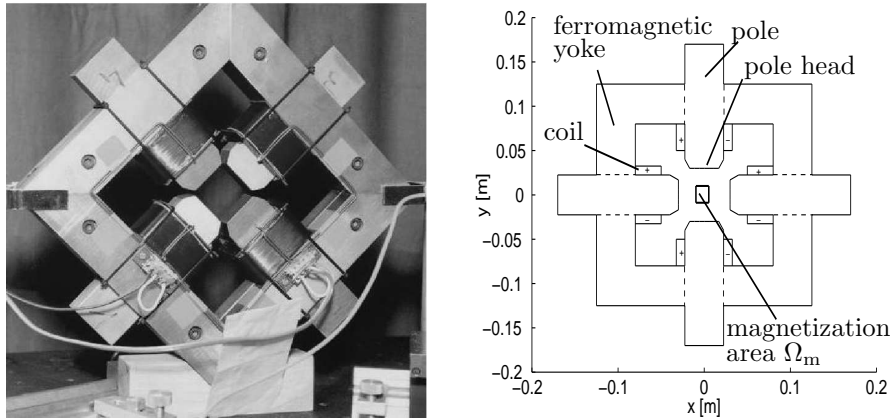 0.2
0.15
0.1
0.05
0
−0.05
−0.1
−0.15
−0.2
y [m]
−0.2
−0.1
0
0.1
0.2
x [m]
ferromagnetic
yoke
pole
pole head
coil
+
−
+
+
−
−
+
−
magnetization
area Ωm